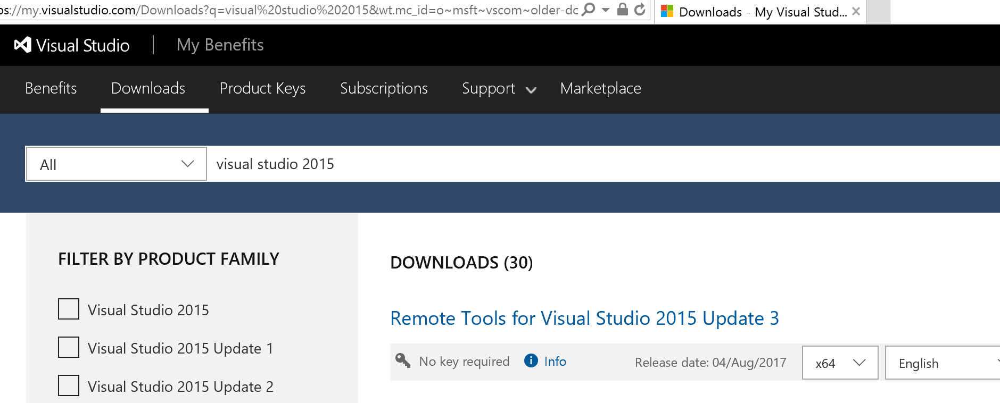 ps://my.visualstudio.com/Downloads?q=visual%20studio%202015&wt.mc_id=o~msft~vscom~older-dc
Downloads - My Visual Stud...
Visual Studio | My Benefits
Benefits Downloads Product Keys Subscriptions Support Marketplace
All visual studio 2015
FILTER BY PRODUCT FAMILY
Visual Studio 2015
Visual Studio 2015 Update 1
Visual Studio 2015 Update 2
DOWNLOADS (30)
Remote Tools for Visual Studio 2015 Update 3
No key required Info Release date: 04/Aug/2017 x64 English